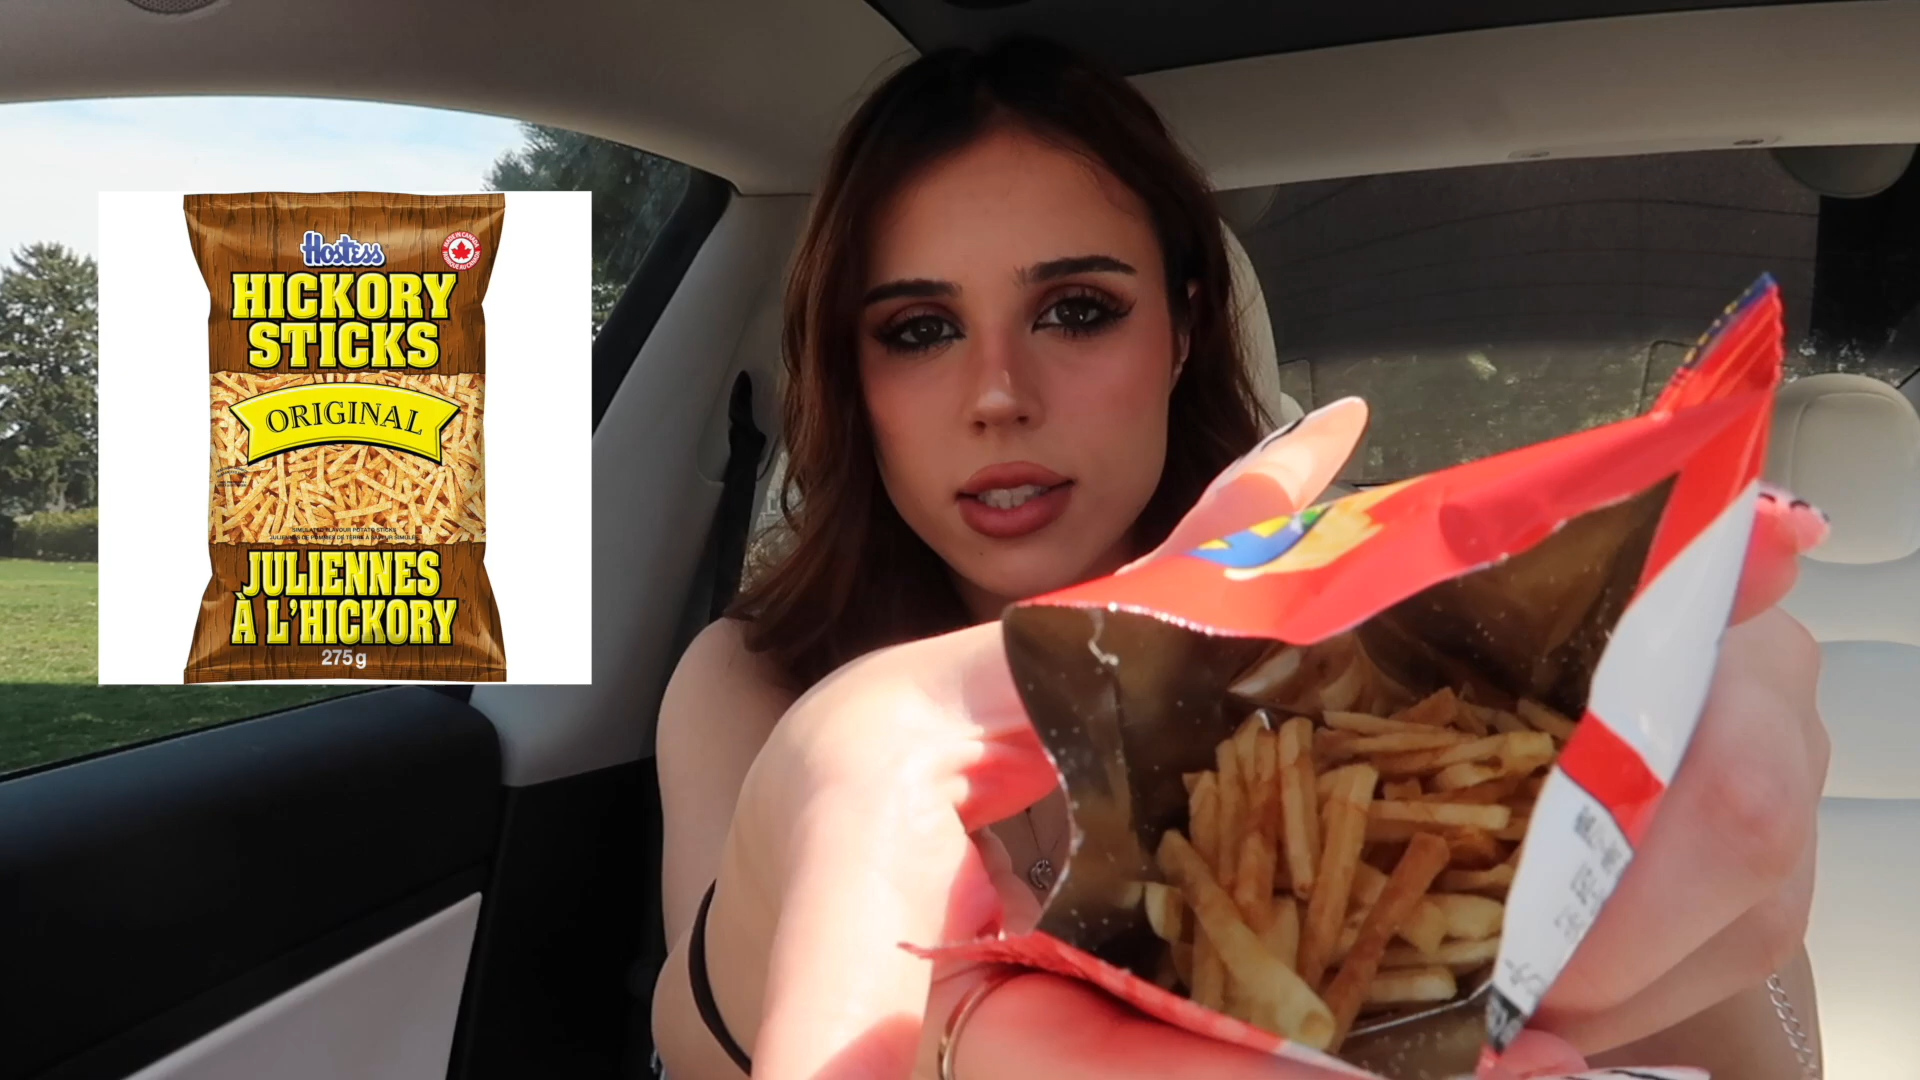 Hostess
HICKORY
STICKS
ORIGINAL
JULIENNES
À L'HICKORY
275g